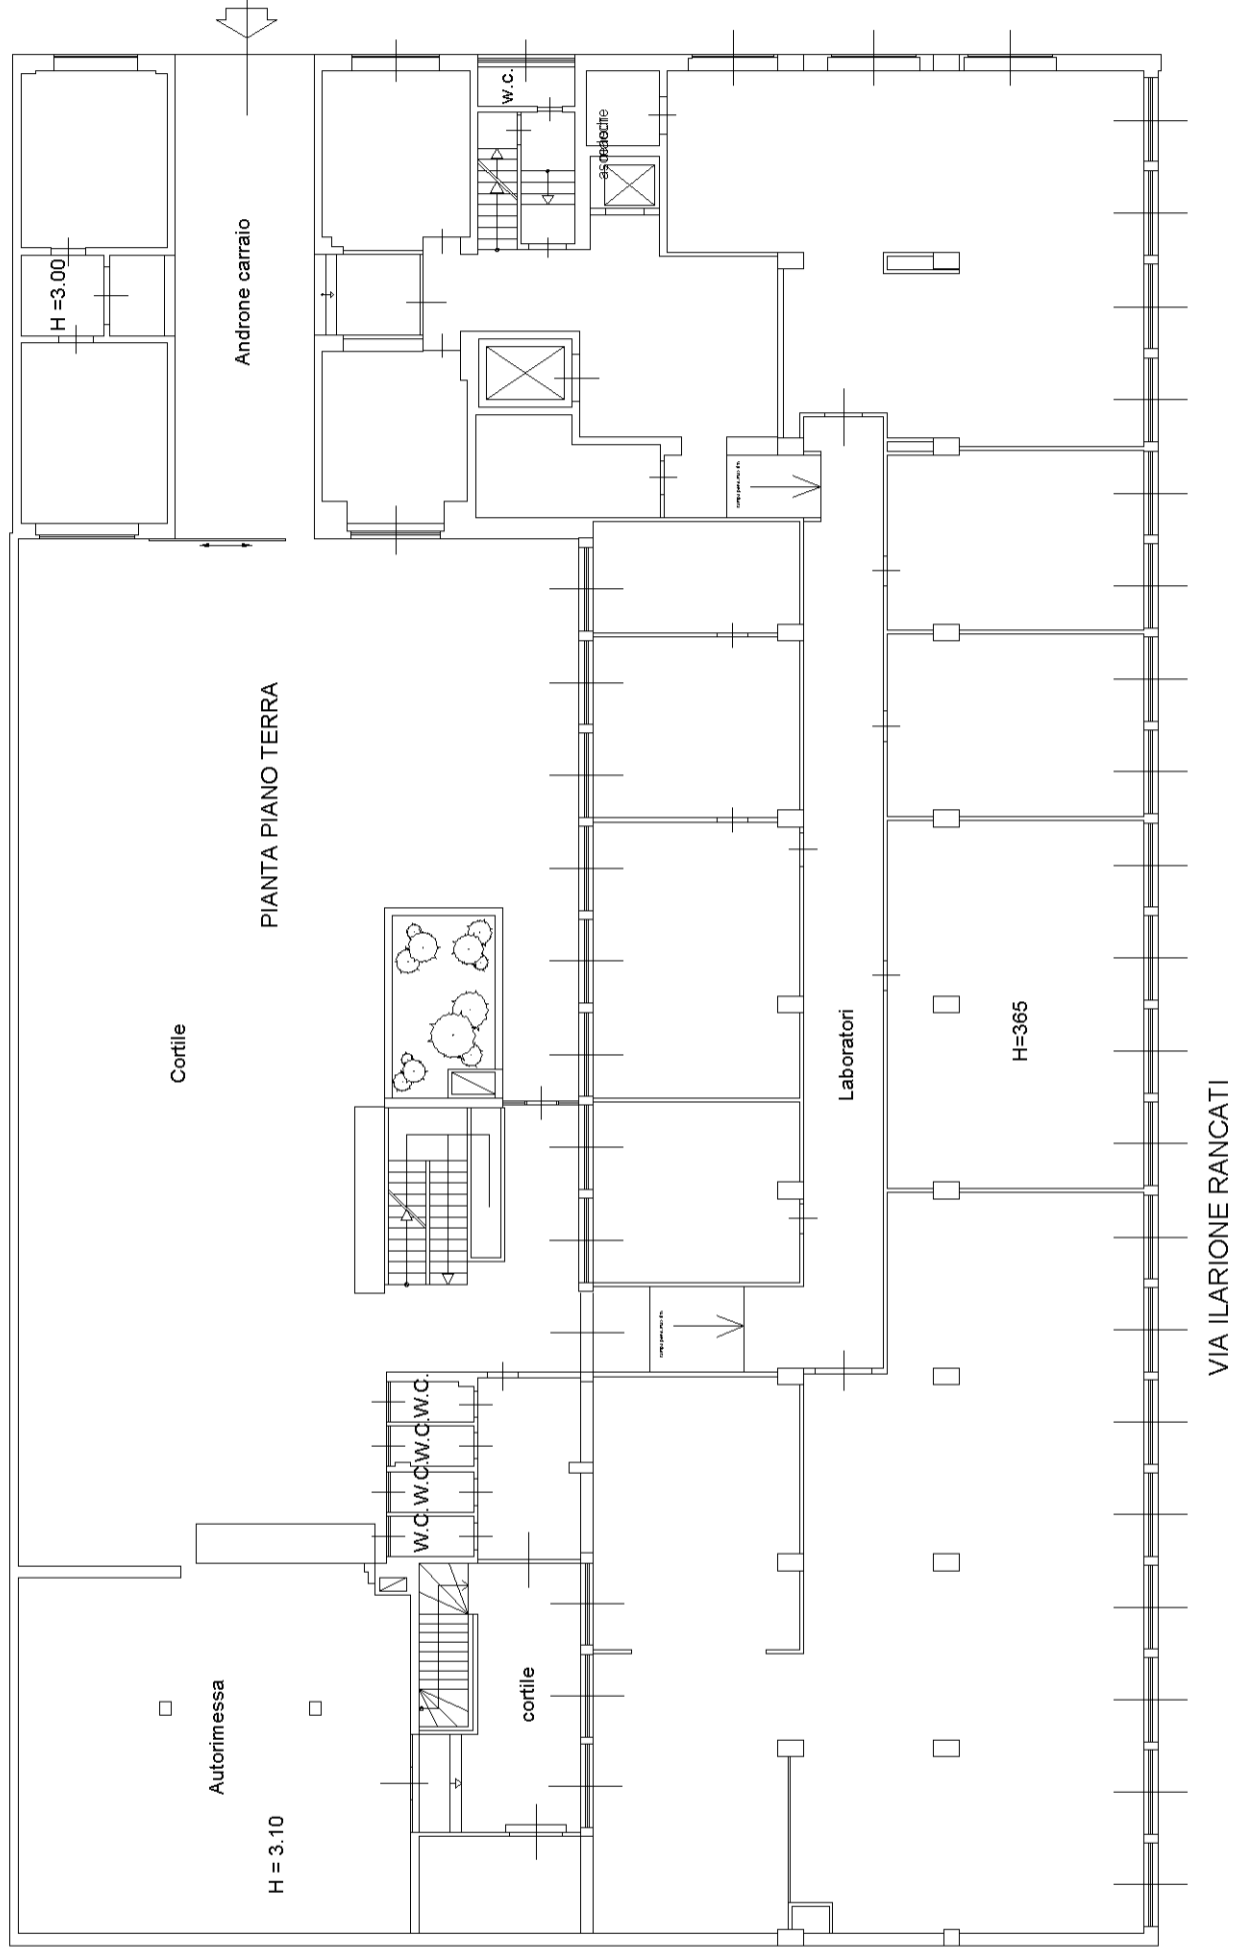 w.c.
H =3.00
Androne carraio
PIANTA PIANO TERRA
Cortile
Laboratori
H=365
VIA ILARIONE RANCATI
W.C.W.C.W.C.W.C.
cortile
Autorimessa
H = 3.10